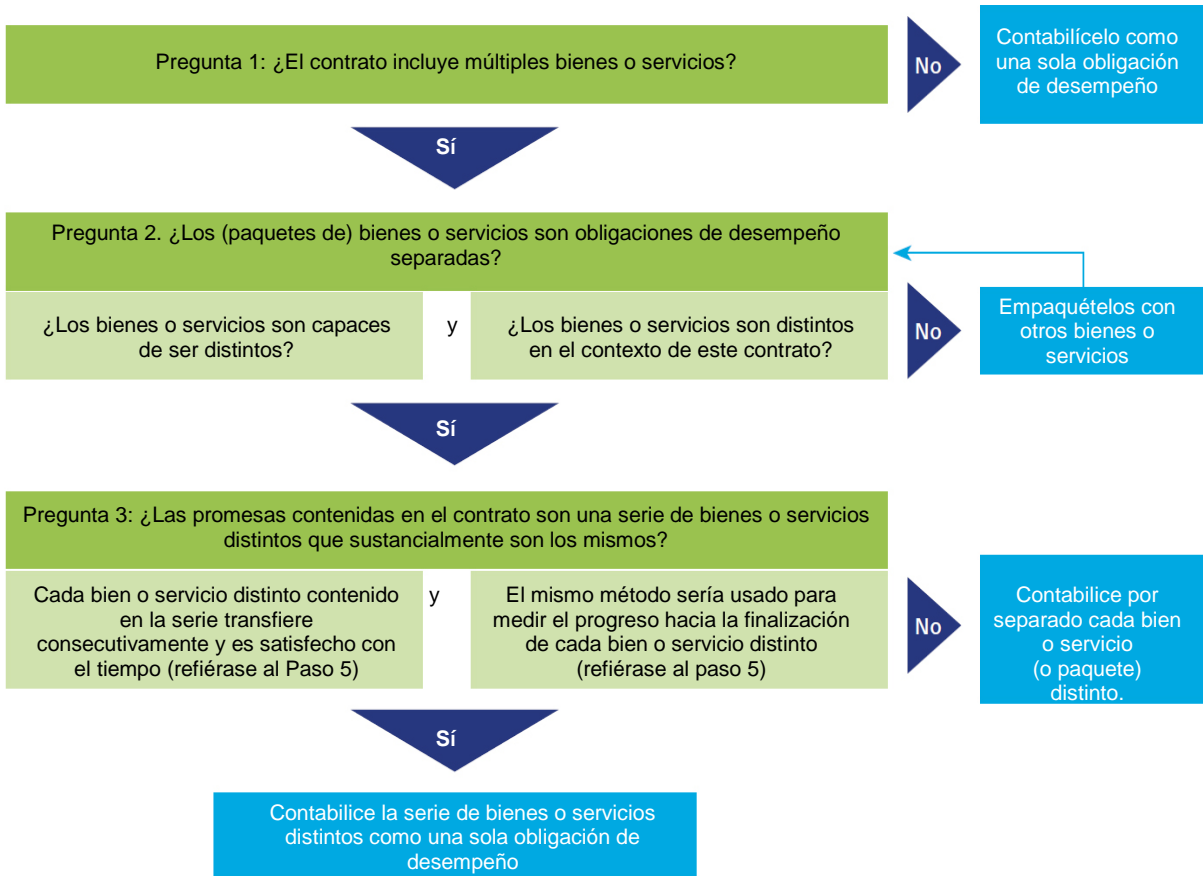 Pregunta 1: ¿El contrato incluye múltiples bienes o servicios?
No
Contabilícelo como
una sola obligación
de desempeño
Sí
Pregunta 2. ¿Los (paquetes de) bienes o servicios son obligaciones de desempeño
separadas?
¿Los bienes o servicios son capaces
de ser distintos?
y
¿Los bienes o servicios son distintos
en el contexto de este contrato?
No
Empaquételos con
otros bienes o
servicios
Sí
Pregunta 3: ¿Las promesas contenidas en el contrato son una serie de bienes o servicios
distintos que sustancialmente son los mismos?
Cada bien o servicio distinto contenido
en la serie transfiere
consecutivamente y es satisfecho con
el tiempo (refiérase al Paso 5)
y
El mismo método sería usado para
medir el progreso hacia la finalización
de cada bien o servicio distinto
(refiérase al paso 5)
No
Contabilice por
separado cada bien
o servicio
(o paquete)
distinto.
Sí
Contabilice la serie de bienes o servicios
distintos como una sola obligación de
desempeño